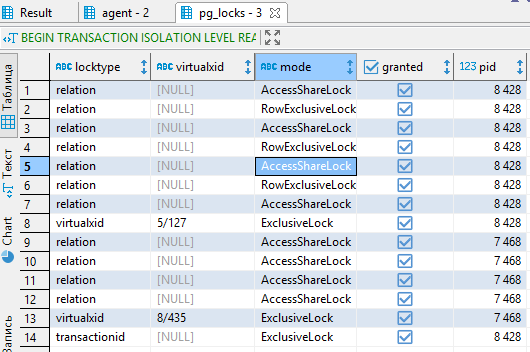 Result agent - 2 pg_locks - 3
BEGIN TRANSACTION ISOLATION LEVEL REA
locktype virtualxid mode granted 123 pid
1 relation [NULL] AccessShareLock 8 428
2 relation [NULL] RowExclusiveLock 8 428
3 relation [NULL] AccessShareLock 8 428
4 relation [NULL] RowExclusiveLock 8 428
5 relation [NULL] AccessShareLock 8 428
6 relation [NULL] RowExclusiveLock 8 428
7 relation [NULL] AccessShareLock 8 428
8 virtualxid 5/127 ExclusiveLock 8 428
9 relation [NULL] AccessShareLock 7 468
10 relation [NULL] AccessShareLock 7 468
11 relation [NULL] AccessShareLock 7 468
12 relation [NULL] AccessShareLock 7 468
13 virtualxid 8/435 ExclusiveLock 7 468
14 transactionid [NULL] ExclusiveLock 8 428
Таблица
Текст
Chart
Запись